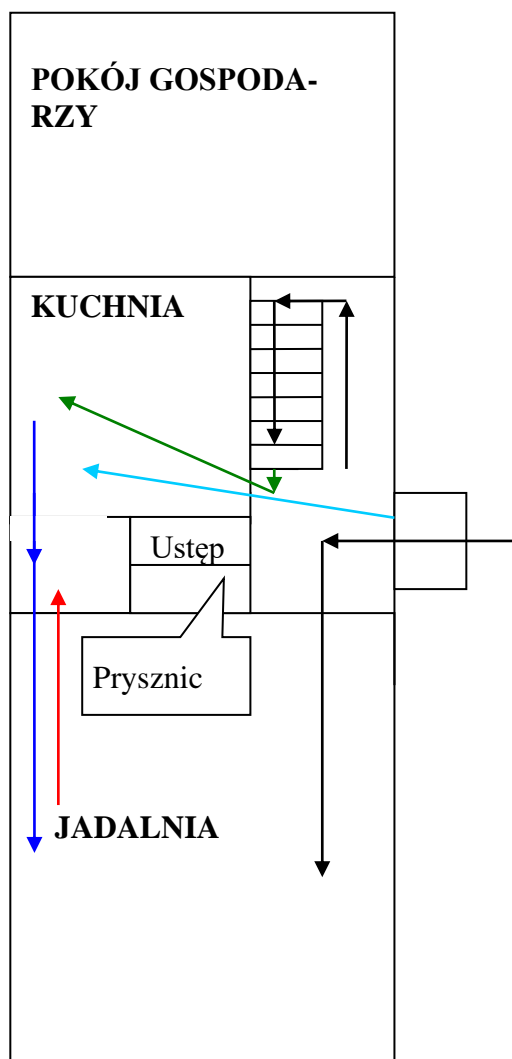 POKÓJ GOSPODA-
RZY
KUCHNIA
Ustęp
Prysznic
JADALNIA